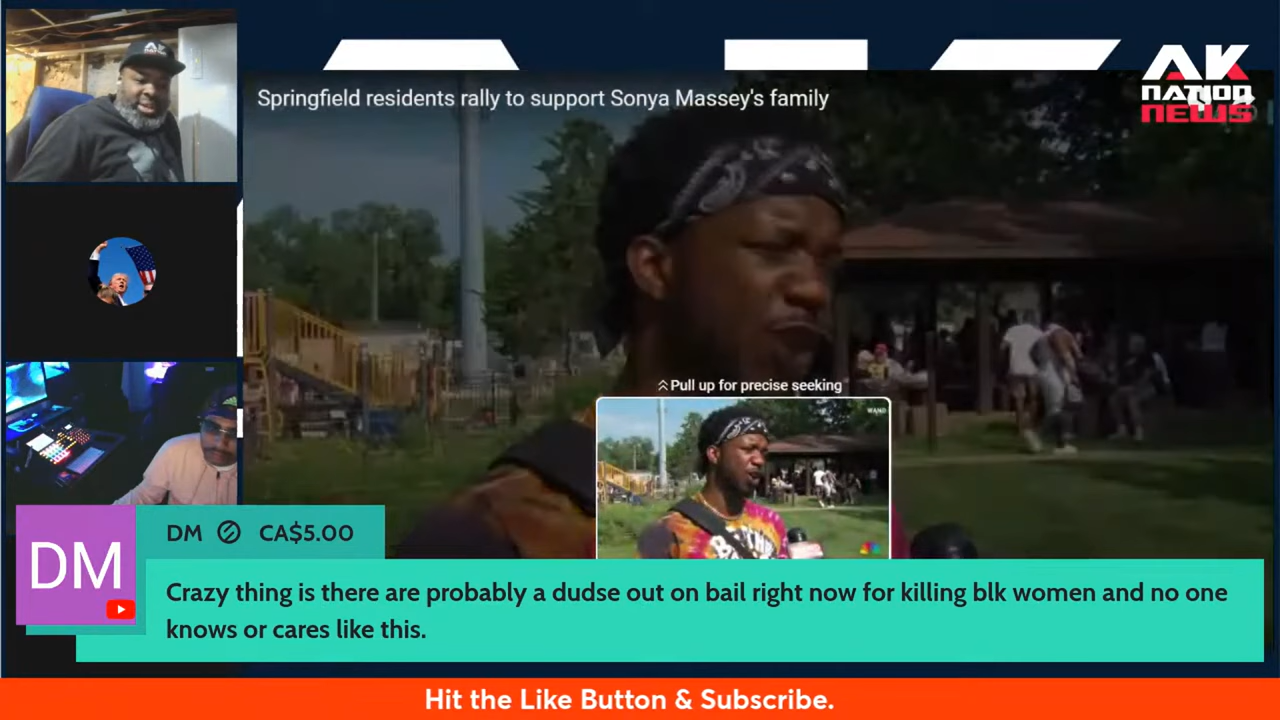 Springfield residents rally to support Sonya Massey's family
AK
NATION
NEWS
Pull up for precise seeking
WAND
DM
DM CA$5.00
Crazy thing is there are probably a dudse out on bail right now for killing blk women and no one
knows or cares like this.
Hit the Like Button & Subscribe.